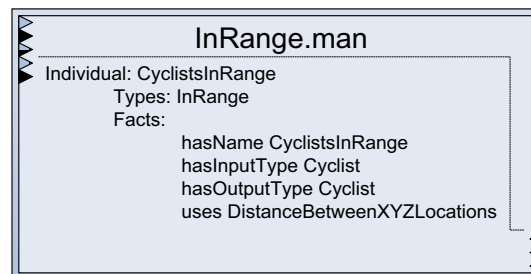 InRange.man
Individual: CyclistsInRange
Types: InRange
Facts:
hasName CyclistsInRange
hasInputType Cyclist
hasOutputType Cyclist
uses DistanceBetweenXYZLocations